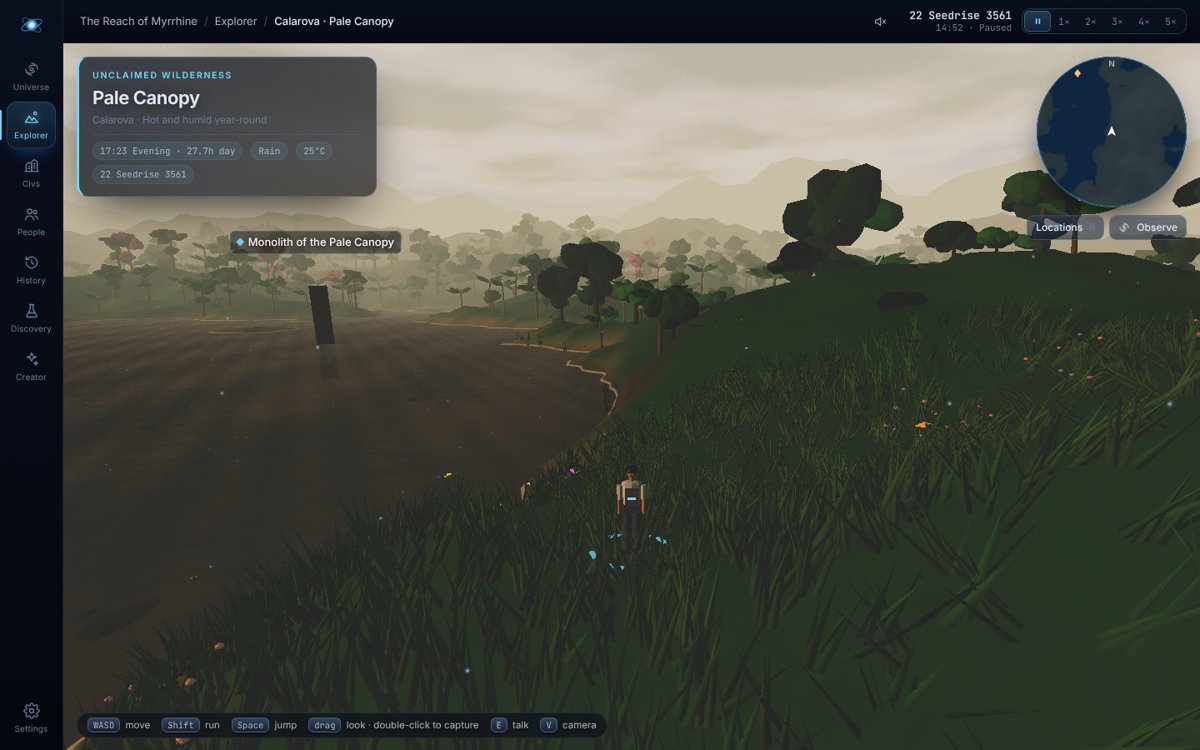 The Reach of Myrrhine / Explorer / Calarova · Pale Canopy
22 Seedrise 3561
14:52 · Paused
1× 2× 3× 4× 5×
Universe
Explorer
Civs
People
History
Discovery
Creator
Settings
UNCLAIMED WILDERNESS
Pale Canopy
Calarova · Hot and humid year-round
17:23 Evening · 27.7h day Rain 25°C
22 Seedrise 3561
N
Locations M Observe
Monolith of the Pale Canopy
WASD move Shift run Space jump drag look · double-click to capture E talk V camera